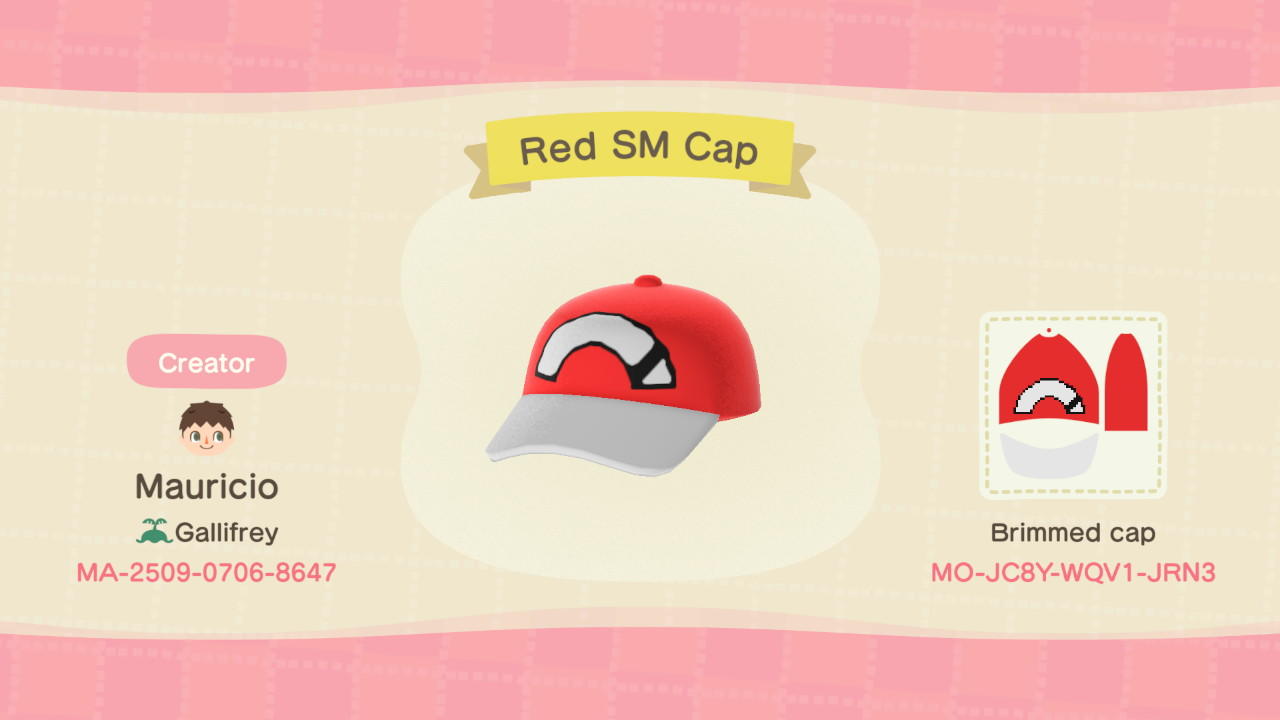 Red SM Cap
Creator
Mauricio
Gallifrey
MA-2509-0706-8647
Brimmed cap
MO-JC8Y-WQV1-JRN3